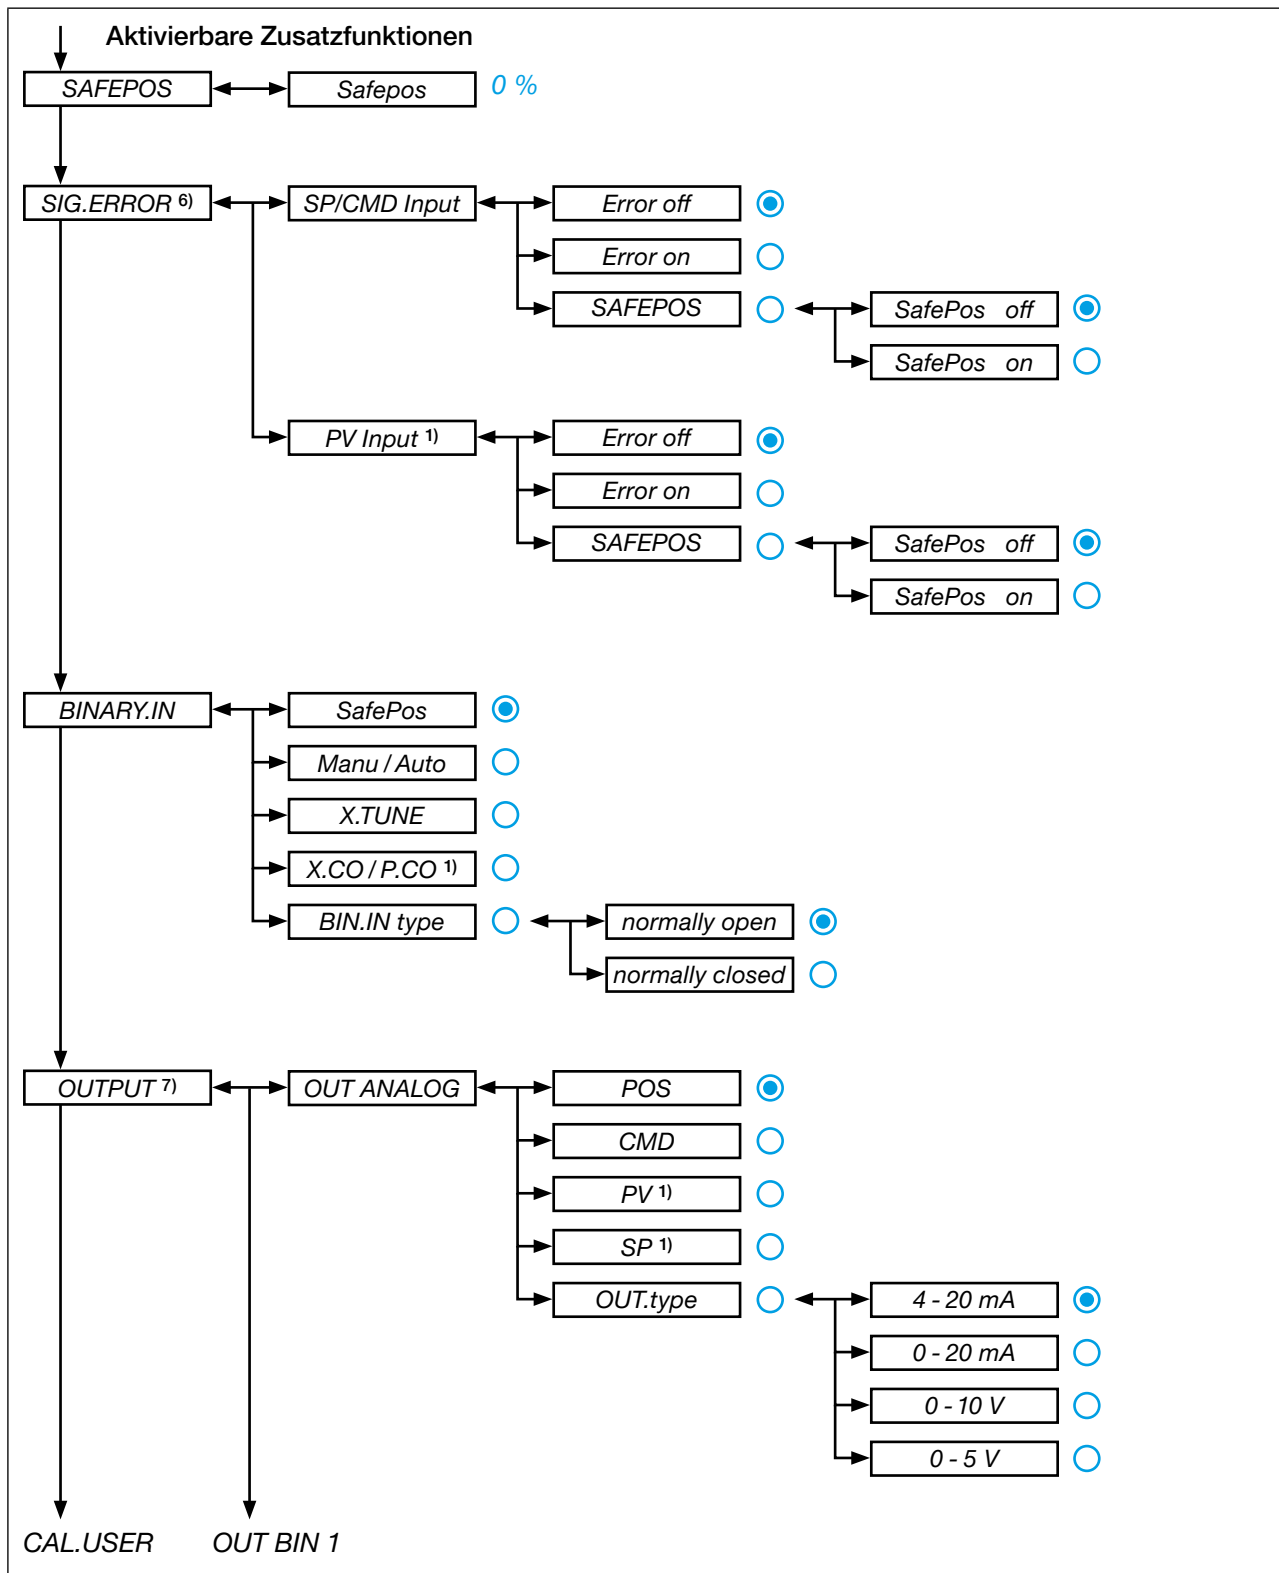 Aktivierbare Zusatzfunktionen
SAFEPOS
Safepos
0 %
SIG.ERROR 6)
SP/CMD Input
Error off
Error on
SAFEPOS
SafePos off
SafePos on
PV Input 1)
Error off
Error on
SAFEPOS
SafePos off
SafePos on
BINARY.IN
SafePos
Manu / Auto
X.TUNE
X.CO / P.CO 1)
BIN.IN type
normally open
normally closed
OUTPUT 7)
OUT ANALOG
POS
CMD
PV 1)
SP 1)
OUT.type
4 - 20 mA
0 - 20 mA
0 - 10 V
0 - 5 V
CAL.USER
OUT BIN 1